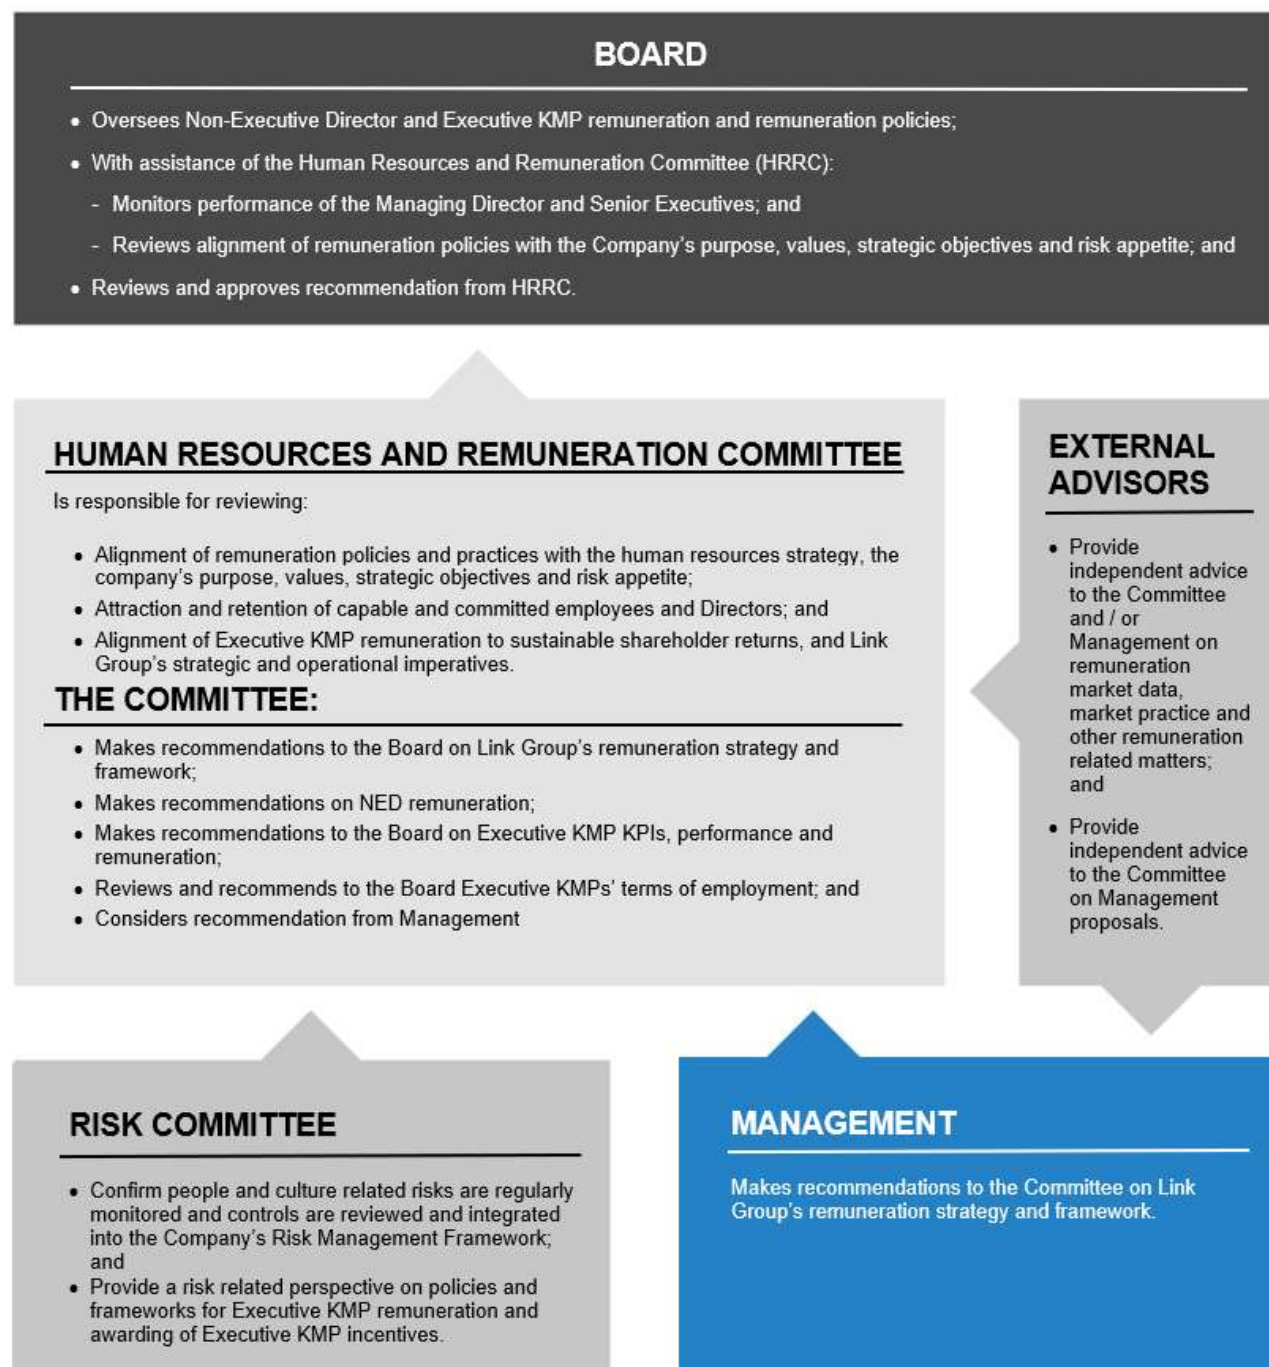 BOARD
• Oversees Non-Executive Director and Executive KMP remuneration and remuneration policies;
• With assistance of the Human Resources and Remuneration Committee (HRRC):
- Monitors performance of the Managing Director and Senior Executives; and
- Reviews alignment of remuneration policies with the Company's purpose, values, strategic objectives and risk appetite; and
• Reviews and approves recommendation from HRRC.
HUMAN RESOURCES AND REMUNERATION COMMITTEE
Is responsible for reviewing:
• Alignment of remuneration policies and practices with the human resources strategy, the
company's purpose, values, strategic objectives and risk appetite;
• Attraction and retention of capable and committed employees and Directors; and
• Alignment of Executive KMP remuneration to sustainable shareholder returns, and Link
Group's strategic and operational imperatives.
THE COMMITTEE:
• Makes recommendations to the Board on Link Group's remuneration strategy and
framework;
• Makes recommendations on NED remuneration;
• Makes recommendations to the Board on Executive KMP KPIs, performance and
remuneration;
• Reviews and recommends to the Board Executive KMPs' terms of employment; and
• Considers recommendation from Management
EXTERNAL
ADVISORS
• Provide
independent advice
to the Committee
and / or
Management on
remuneration
market data,
market practice and
other remuneration
related matters;
and
• Provide
independent advice
to the Committee
on Management
proposals.
RISK COMMITTEE
• Confirm people and culture related risks are regularly
monitored and controls are reviewed and integrated
into the Company's Risk Management Framework;
and
• Provide a risk related perspective on policies and
frameworks for Executive KMP remuneration and
awarding of Executive KMP incentives.
MANAGEMENT
Makes recommendations to the Committee on Link
Group's remuneration strategy and framework.